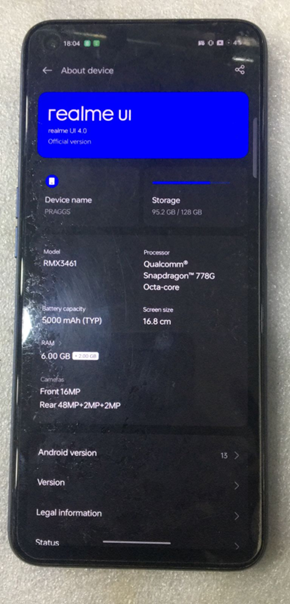 18:04
About device
realme UI
realme UI 4.0
Official version
Device name
PRAGGS
Storage
95.2 GB / 128 GB
Model
RMX3461
Processor
Qualcomm®
Snapdragon™ 778G
Octa-core
Battery capacity
5000 mAh (TYP)
Screen size
16.8 cm
RAM
6.00 GB
Cameras
Front 16MP
Rear 48MP+2MP+2MP
Android version 13
Version
Legal information
Status